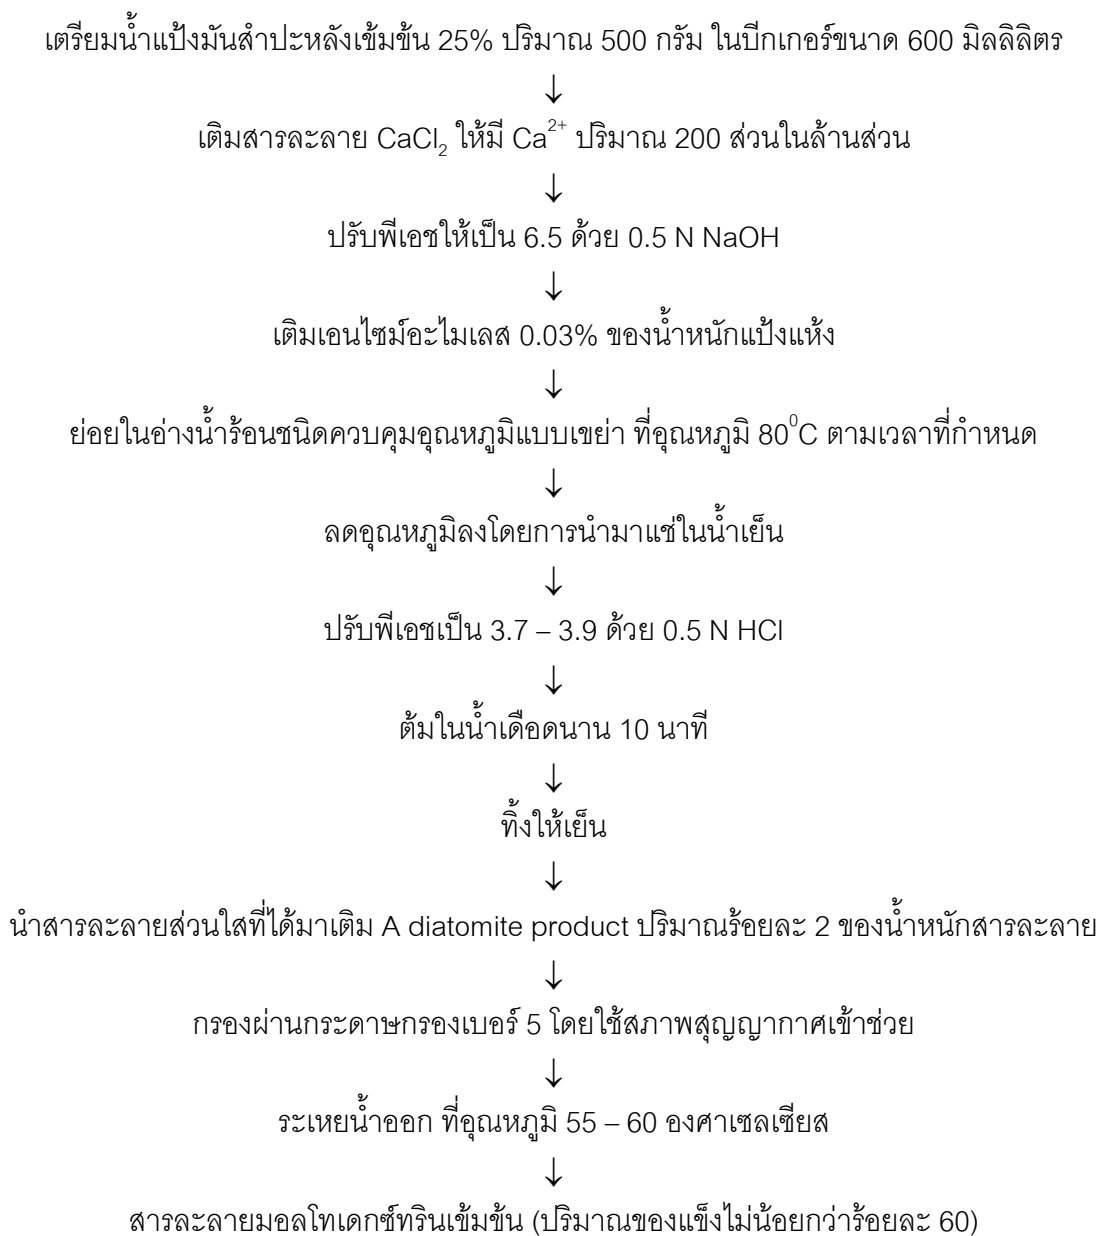 เตรียมน้ำแป้งมันสำปะหลังเข้มข้น 25% ปริมาณ 500 กรัม ในบีกเกอร์ขนาด 600 มิลลิลิตร
↓
เติมสารละลาย CaCl₂ ให้มี Ca²⁺ ปริมาณ 200 ส่วนในล้านส่วน
↓
ปรับพีเอชให้เป็น 6.5 ด้วย 0.5 N NaOH
↓
เติมเอนไซม์อะไมเลส 0.03% ของน้ำหนักแป้งแห้ง
↓
ย่อยในอ่างน้ำร้อนชนิดควบคุมอุณหภูมิแบบเขย่า ที่อุณหภูมิ 80⁰C ตามเวลาที่กำหนด
↓
ลดอุณหภูมิลงโดยการนำมาแช่ในน้ำเย็น
↓
ปรับพีเอชเป็น 3.7 – 3.9 ด้วย 0.5 N HCl
↓
ต้มในน้ำเดือดนาน 10 นาที
↓
ทิ้งให้เย็น
↓
นำสารละลายส่วนใสที่ได้มาเติม A diatomite product ปริมาณร้อยละ 2 ของน้ำหนักสารละลาย
↓
กรองผ่านกระดาษกรองเบอร์ 5 โดยใช้สภาพสุญญากาศเข้าช่วย
↓
ระเหยน้ำออก ที่อุณหภูมิ 55 – 60 องศาเซลเซียส
↓
สารละลายมอลโทเดกซ์ทรินเข้มข้น (ปริมาณของแข็งไม่น้อยกว่าร้อยละ 60)